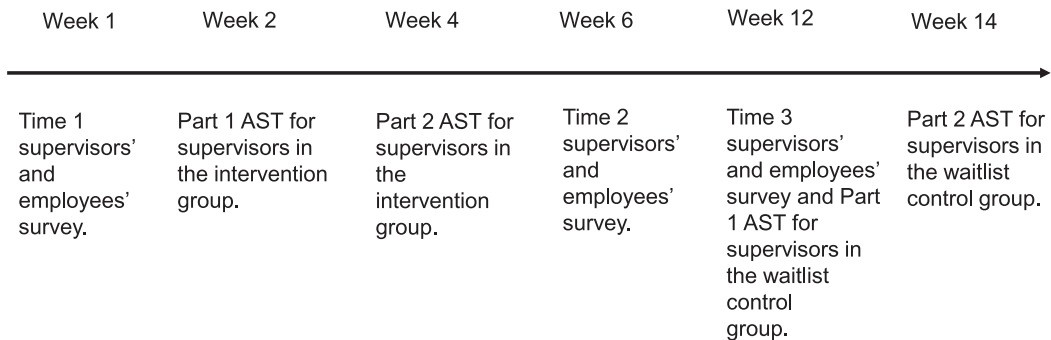 Week 1
Week 2
Week 4
Week 6
Week 12
Week 14
Time 1
supervisors’
and
employees’
survey.
Part 1 AST for
supervisors in
the intervention
group.
Part 2 AST for
supervisors in
the
intervention
group.
Time 2
supervisors’
and
employees’
survey.
Time 3
supervisors’
and employees’
survey and Part
1 AST for
supervisors in
the waitlist
control
group.
Part 2 AST for
supervisors in
the waitlist
control group.